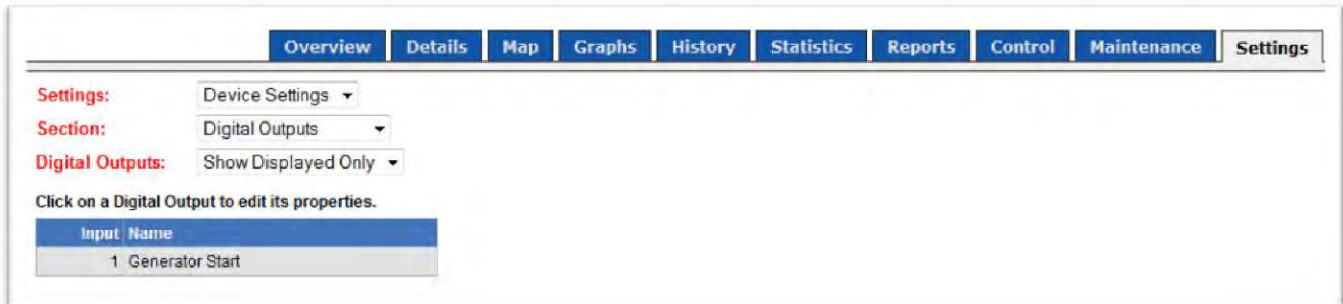 Overview Details Map Graphs History Statistics Reports Control Maintenance Settings
Settings: Device Settings
Section: Digital Outputs
Digital Outputs: Show Displayed Only
Click on a Digital Output to edit its properties.
Input Name
1 Generator Start